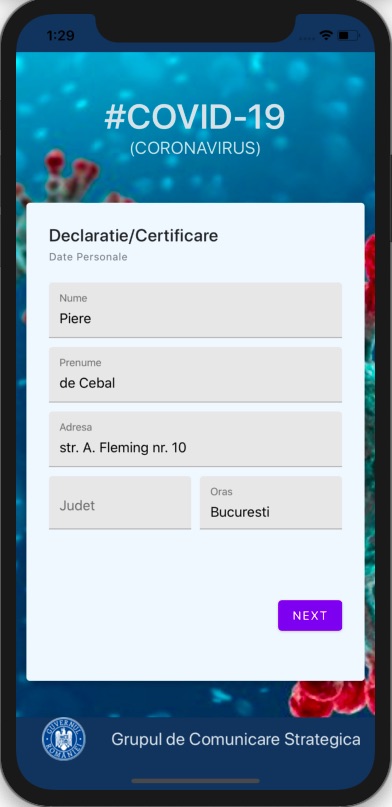 1:29
#COVID-19
(CORONAVIRUS)
Declaratie/Certificare
Date Personale
Nume
Piere
Prenume
de Cebal
Adresa
str. A. Fleming nr. 10
Judet
Oras
Bucuresti
NEXT
GUVERNUL ROMÂNIEI
Grupul de Comunicare Strategica